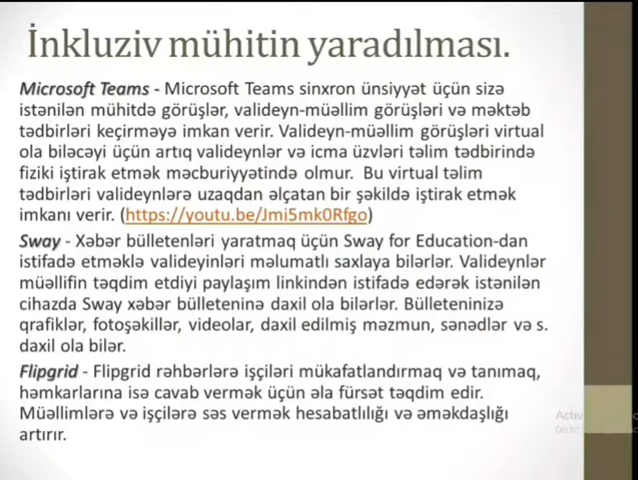 İnkluziv mühitin yaradılması.
Microsoft Teams - Microsoft Teams sinxron ünsiyyət üçün sizə
istənilən mühitdə görüşlər, valideyn-müəllim görüşləri və məktəb
tədbirləri keçirməyə imkan verir. Valideyn-müəllim görüşləri virtual
ola biləcəyi üçün artıq valideynlər və icma üzvləri təlim tədbirində
fiziki iştirak etmək məcburiyyətində olmur. Bu virtual təlim
tədbirləri valideynlərə uzaqdan əlçatan bir şəkildə iştirak etmək
imkanı verir. (https://youtu.be/Jmi5mk0Rfgo)
Sway - Xəbər bülletenləri yaratmaq üçün Sway for Education-dan
istifadə etməklə valideyinləri məlumatlı saxlaya bilərlər. Valideynlər
müəllifin təqdim etdiyi paylaşım linkindən istifadə edərək istənilən
cihazda Sway xəbər bülleteninə daxil ola bilərlər. Bülleteninizə
qrafiklər, fotoşəkillər, videolar, daxil edilmiş məzmun, sənədlər və s.
daxil ola bilər.
Flipgrid - Flipgrid rəhbərlərə işçiləri mükafatlandırmaq və tanımaq,
həmkarlarına isə cavab vermək üçün əla fürsət təqdim edir.
Müəllimlərə və işçilərə səs vermək hesabatlılığı və əməkdaşlığı
artırır.
Activ
Go to